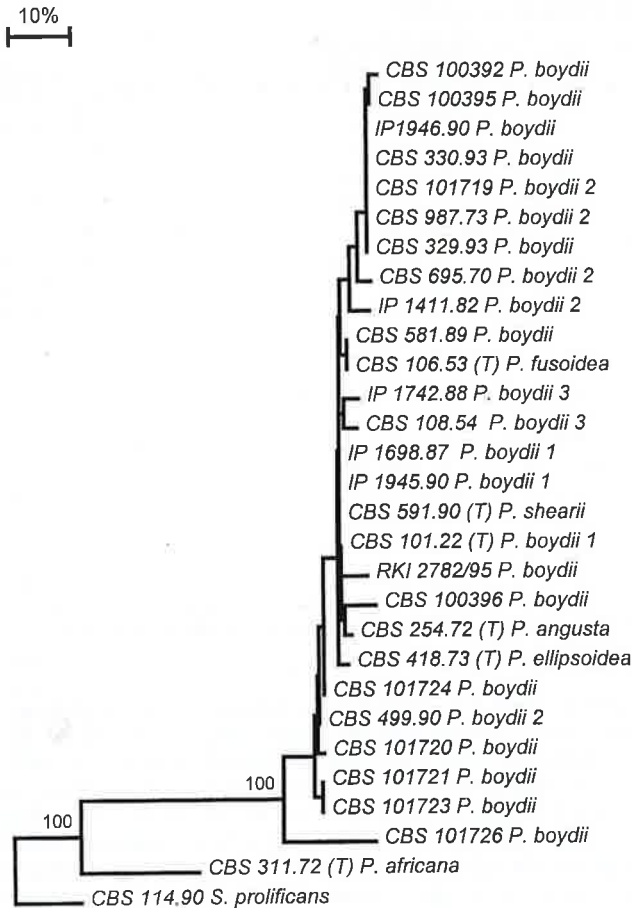 10%
CBS 100392 P. boydii
CBS 100395 P. boydii
IP1946.90 P. boydii
CBS 330.93 P. boydii
CBS 101719 P. boydii 2
CBS 987.73 P. boydii 2
CBS 329.93 P. boydii
CBS 695.70 P. boydii 2
IP 1411.82 P. boydii 2
CBS 581.89 P. boydii
CBS 106.53 (T) P. fusoidea
IP 1742.88 P. boydii 3
CBS 108.54 P. boydii 3
IP 1698.87 P. boydii 1
IP 1945.90 P. boydii 1
CBS 591.90 (T) P. shearii
CBS 101.22 (T) P. boydii 1
RKI 2782/95 P. boydii
CBS 100396 P. boydii
CBS 254.72 (T) P. angusta
CBS 418.73 (T) P. ellipsoidea
CBS 101724 P. boydii
CBS 499.90 P. boydii 2
CBS 101720 P. boydii
CBS 101721 P. boydii
100
CBS 101723 P. boydii
100
CBS 101726 P. boydii
CBS 311.72 (T) P. africana
CBS 114.90 S. prolificans